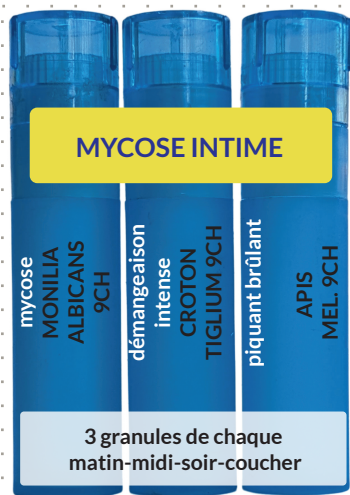 MYCOSE INTIME
mycose
MONILIA
ALBICANS
9CH
démangeaison
intense
CROTON
TIGLIUM 9CH
piquant brûlant
APIS
MEL. 9CH
3 granules de chaque
matin-midi-soir-coucher